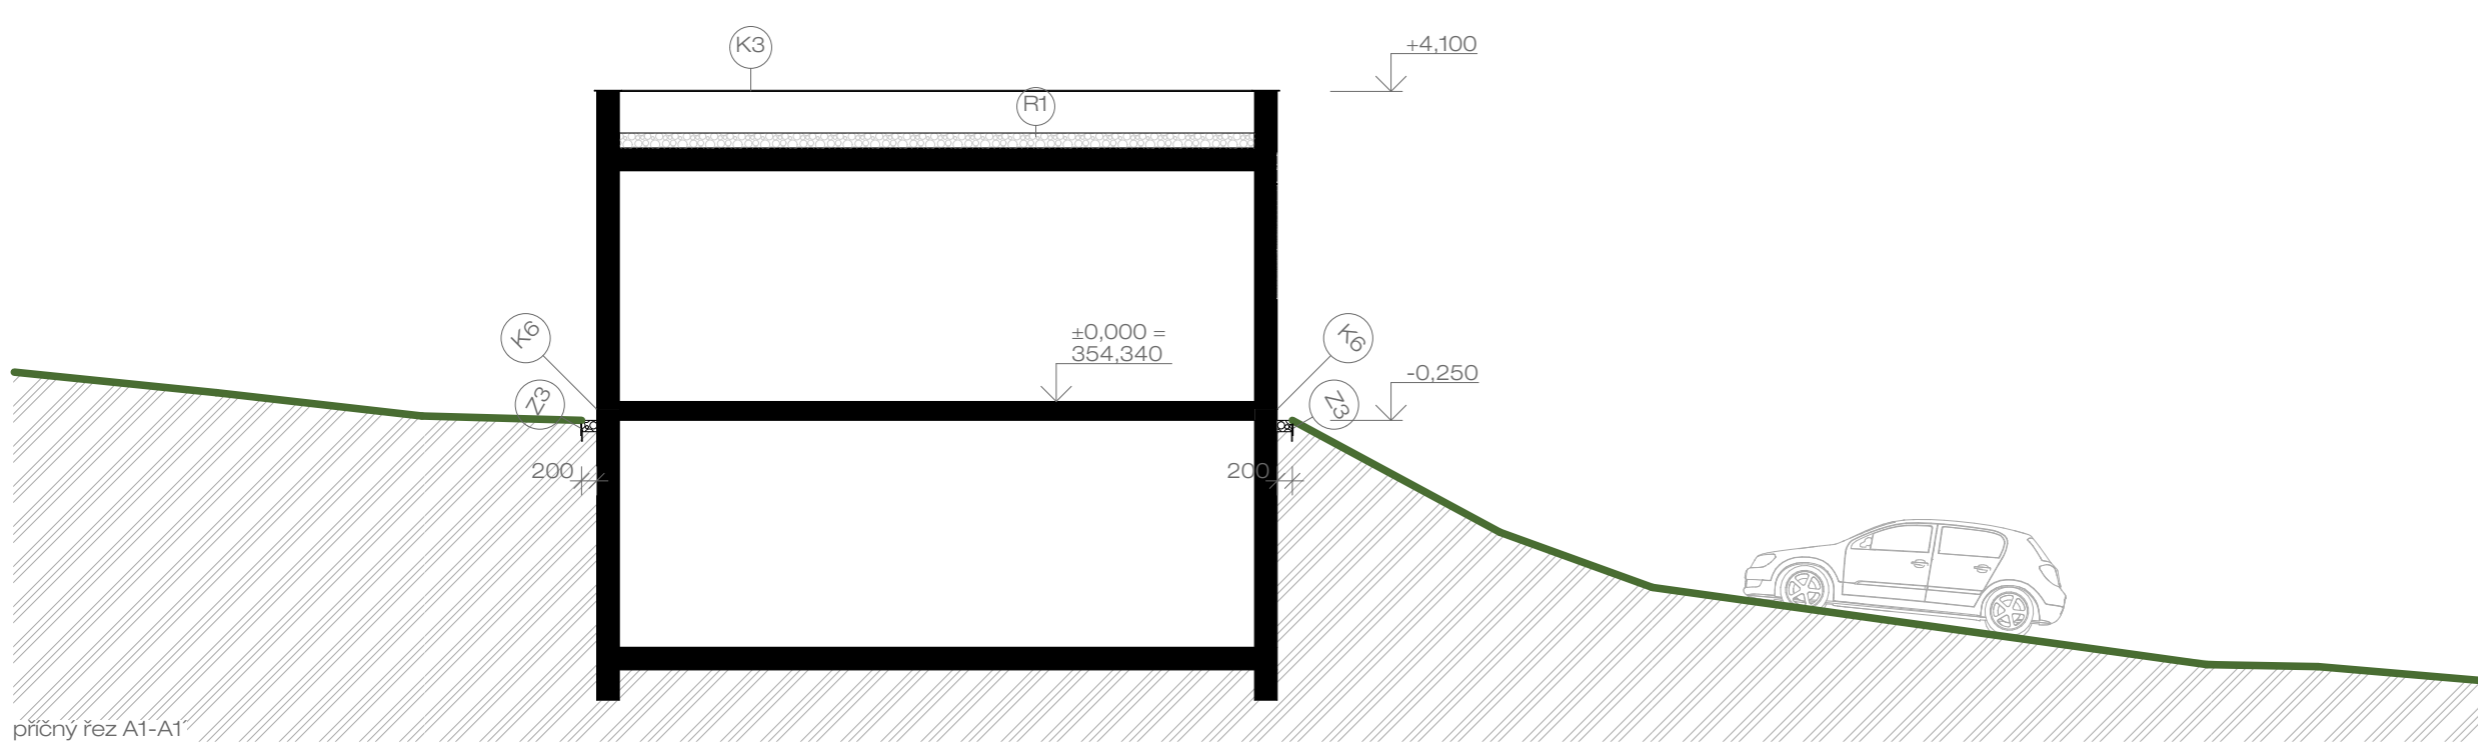 K3
+4,100
R1
±0,000 =
354,340
K6
K6
-0,250
Z3
Z3
200
200
příčný řez A1-A1´